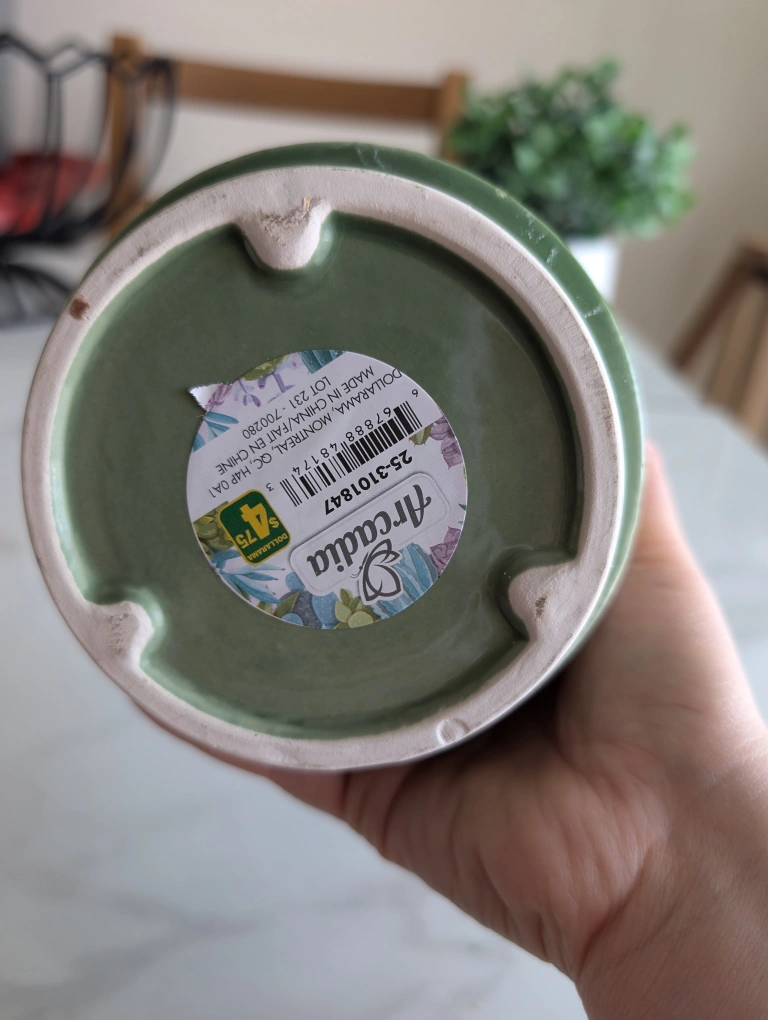 Arcadia
DOLLARAMA
$4.75
25-3101847
6 67888 48174 3
DOLLARAMA, MONTREAL, QC, H4P 0A1
MADE IN CHINA/FAIT EN CHINE
LOT 231 - 700280